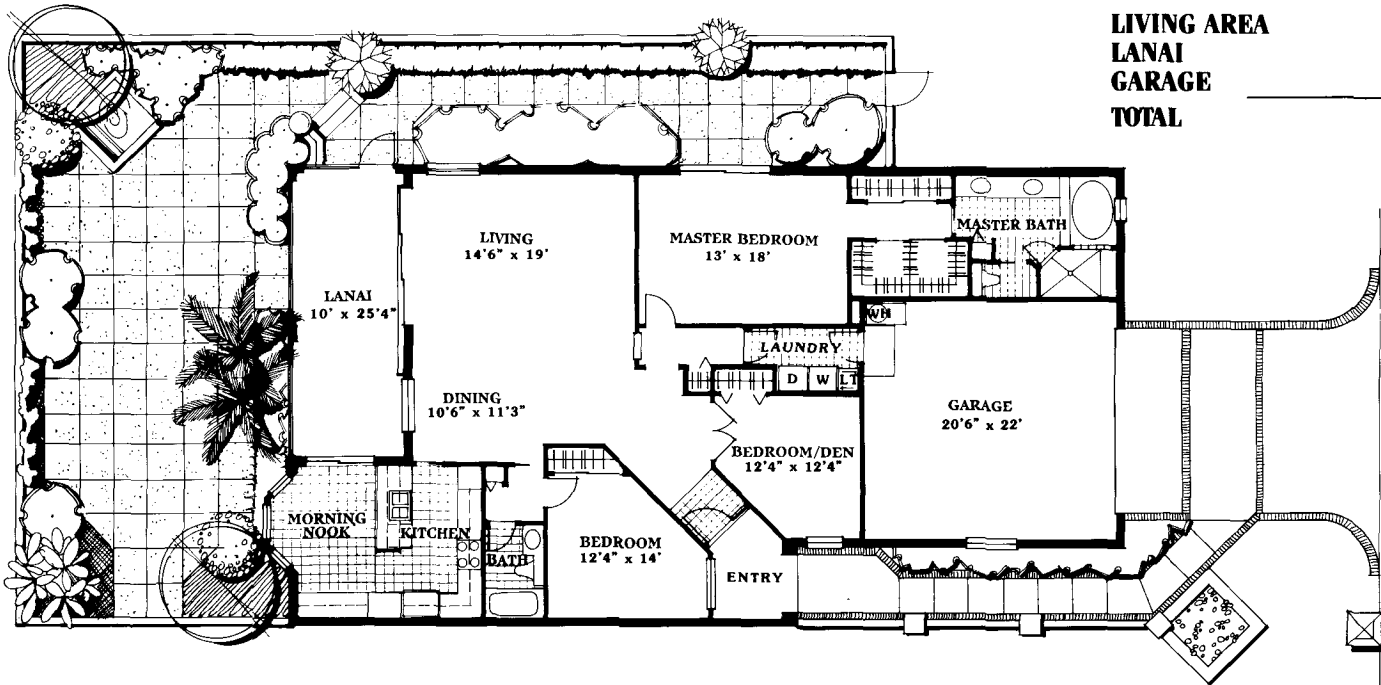 LIVING AREA
LANAI
GARAGE
TOTAL
LIVING
14'6" x 19'
MASTER BEDROOM
13' x 18'
MASTER BATH
LANAI
10' x 25'4"
WH
LAUNDRY
D W LT
DINING
10'6" x 11'3"
GARAGE
20'6" x 22'
BEDROOM/DEN
12'4" x 12'4"
MORNING
NOOK
KITCHEN
BATH
BEDROOM
12'4" x 14'
ENTRY